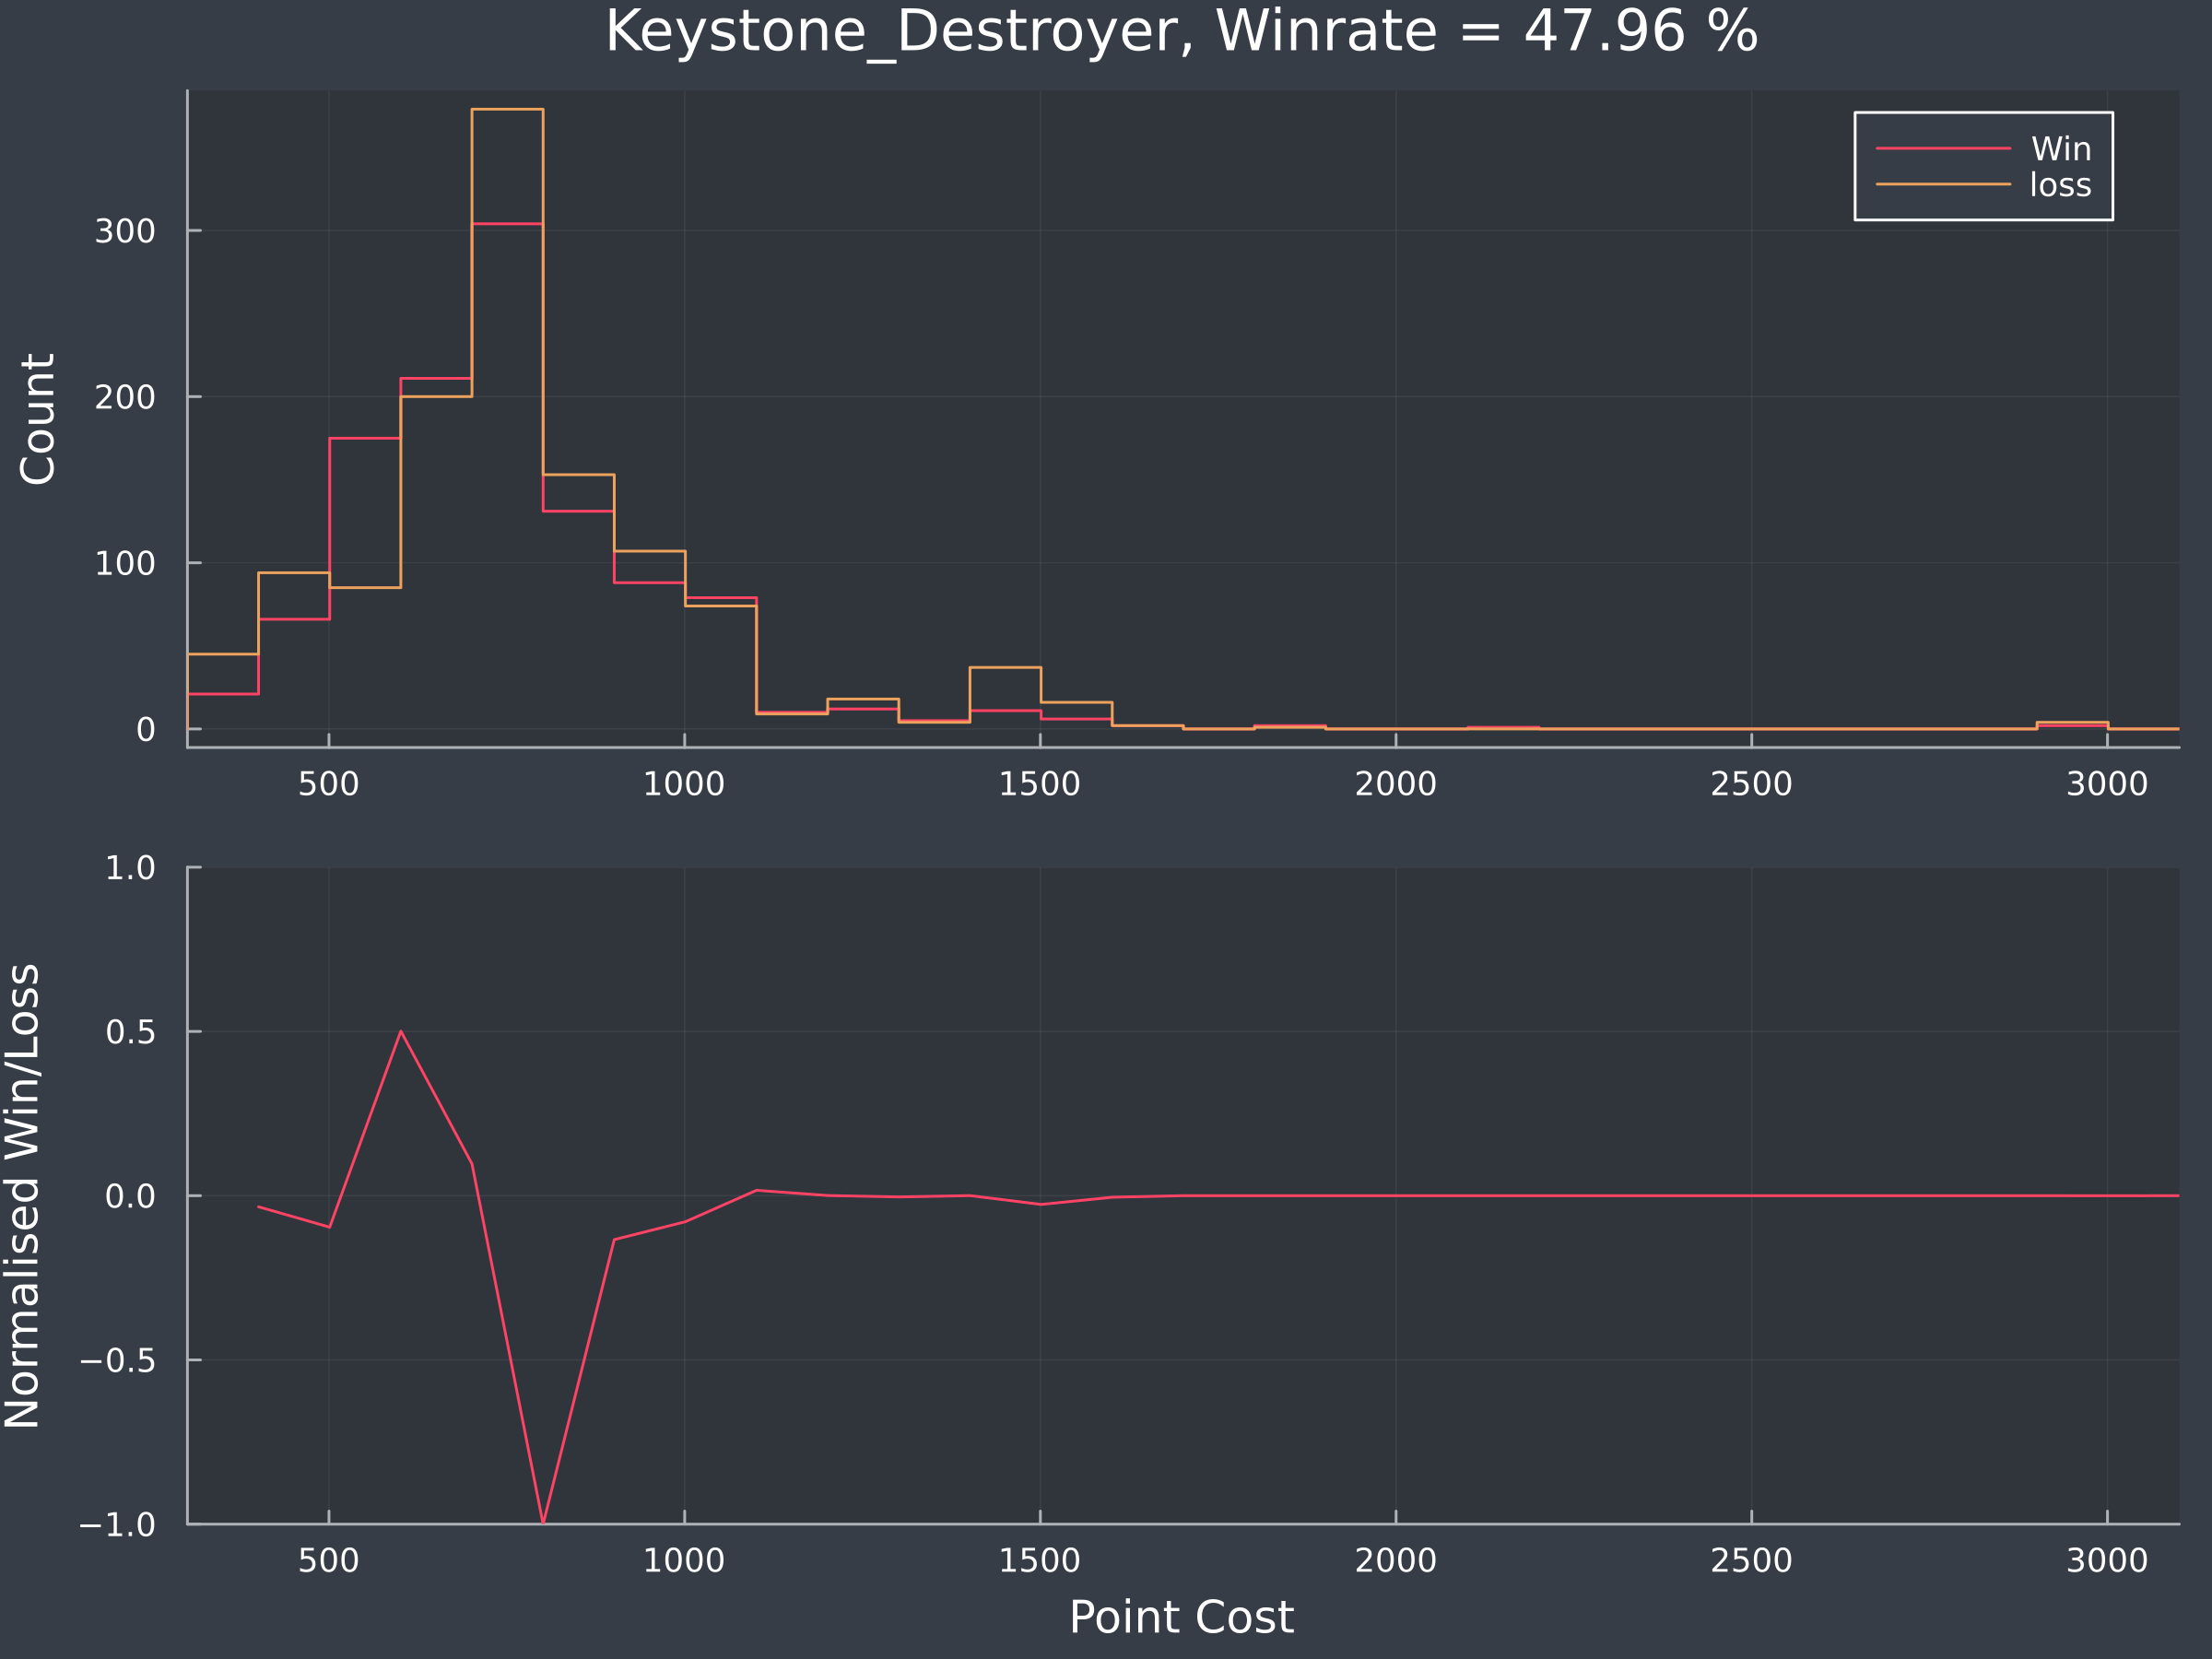 Keystone_Destroyer, Winrate = 47.96 %
Count
300
200
100
0
Win
loss
500 1000 1500 2000 2500 3000
Normalised Win/Loss
1.0
0.5
0.0
−0.5
−1.0
500 1000 1500 2000 2500 3000
Point Cost